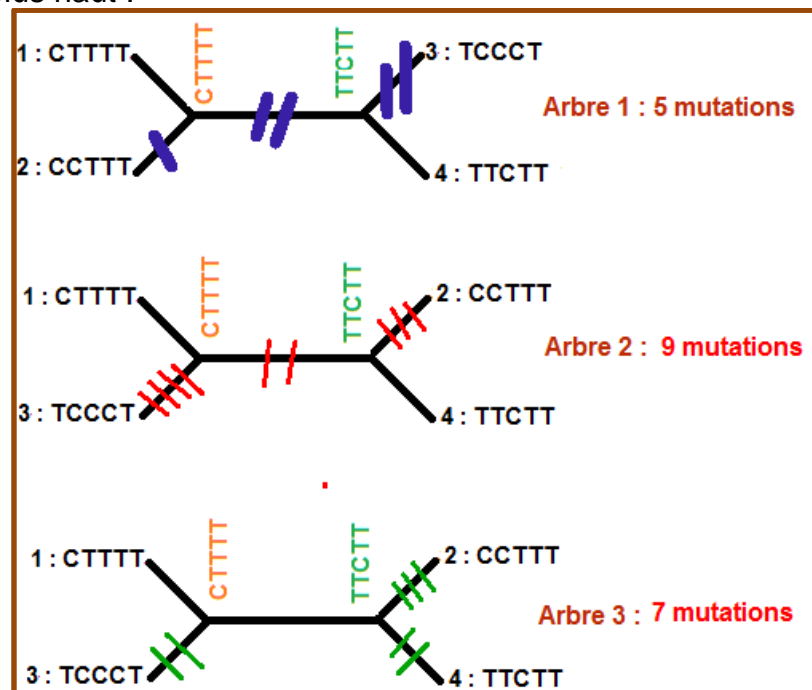 1 : CTTTT
CTTTT
TTCTT
3 : TCCCT
Arbre 1 : 5 mutations
2 : CCTTT
4 : TTCTT
1 : CTTTT
CTTTT
TTCTT
2 : CCTTT
Arbre 2 : 9 mutations
3 : TCCCT
4 : TTCTT
1 : CTTTT
CTTTT
TTCTT
2 : CCTTT
Arbre 3 : 7 mutations
3 : TCCCT
4 : TTCTT